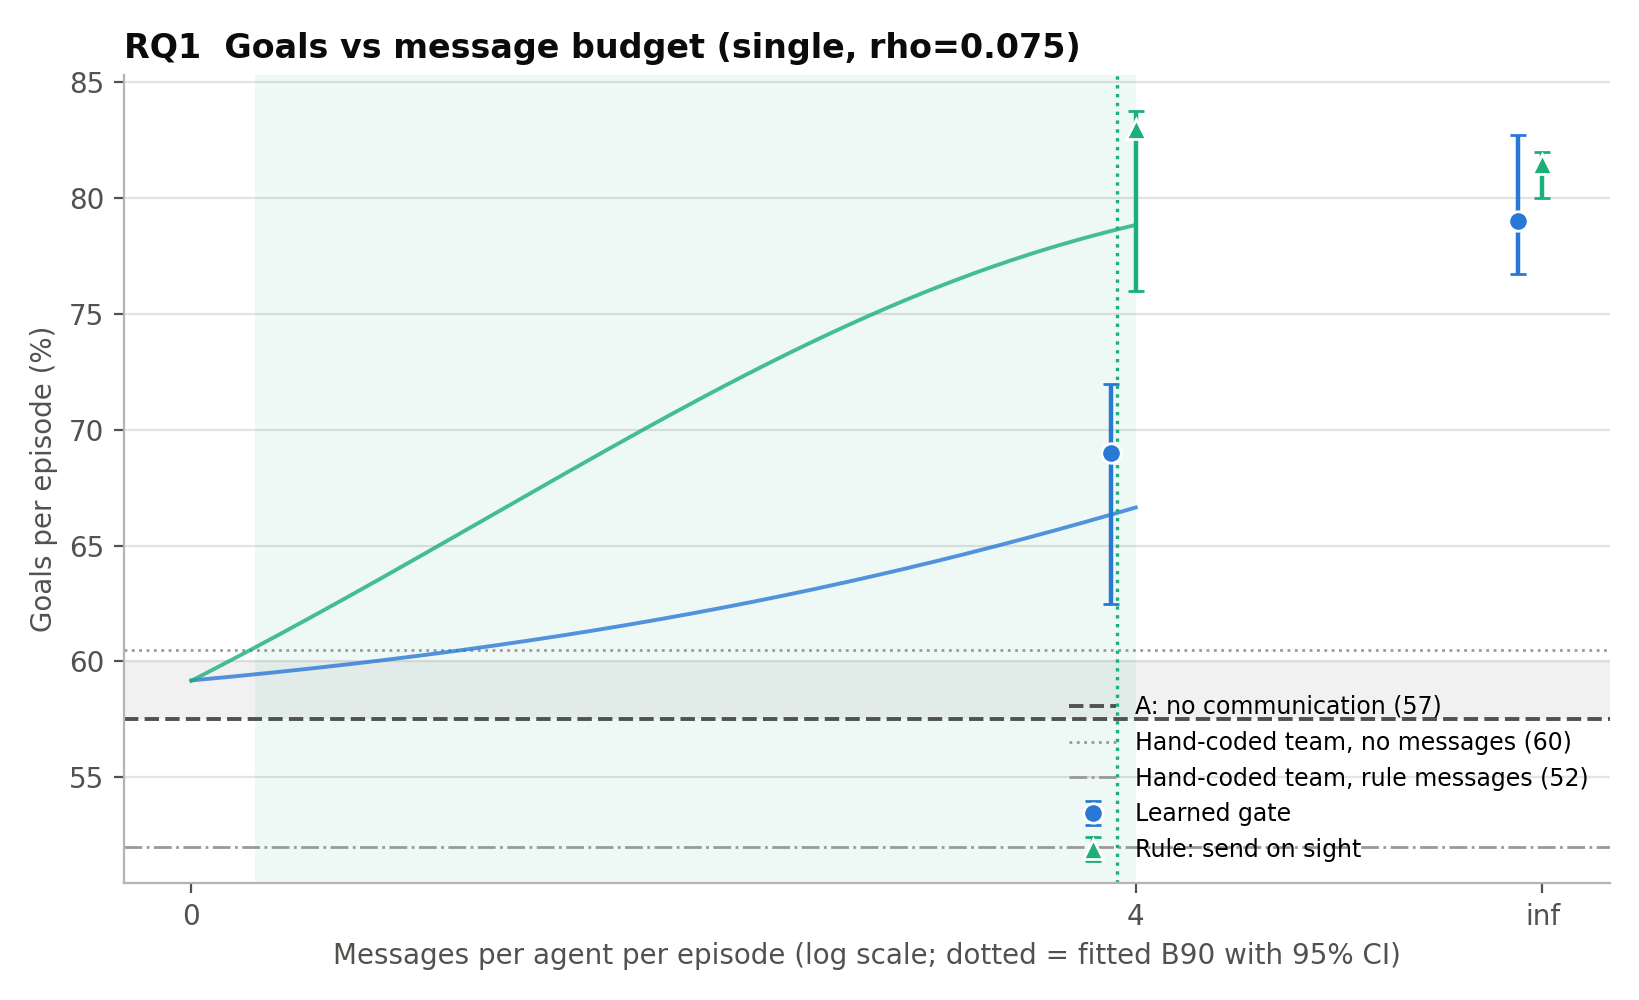 RQ1  Goals vs message budget (single, rho=0.075)
Goals per episode (%)
85
80
75
70
65
60
55
A: no communication (57)
Hand-coded team, no messages (60)
Hand-coded team, rule messages (52)
Learned gate
Rule: send on sight
0
4
inf
Messages per agent per episode (log scale; dotted = fitted B90 with 95% CI)